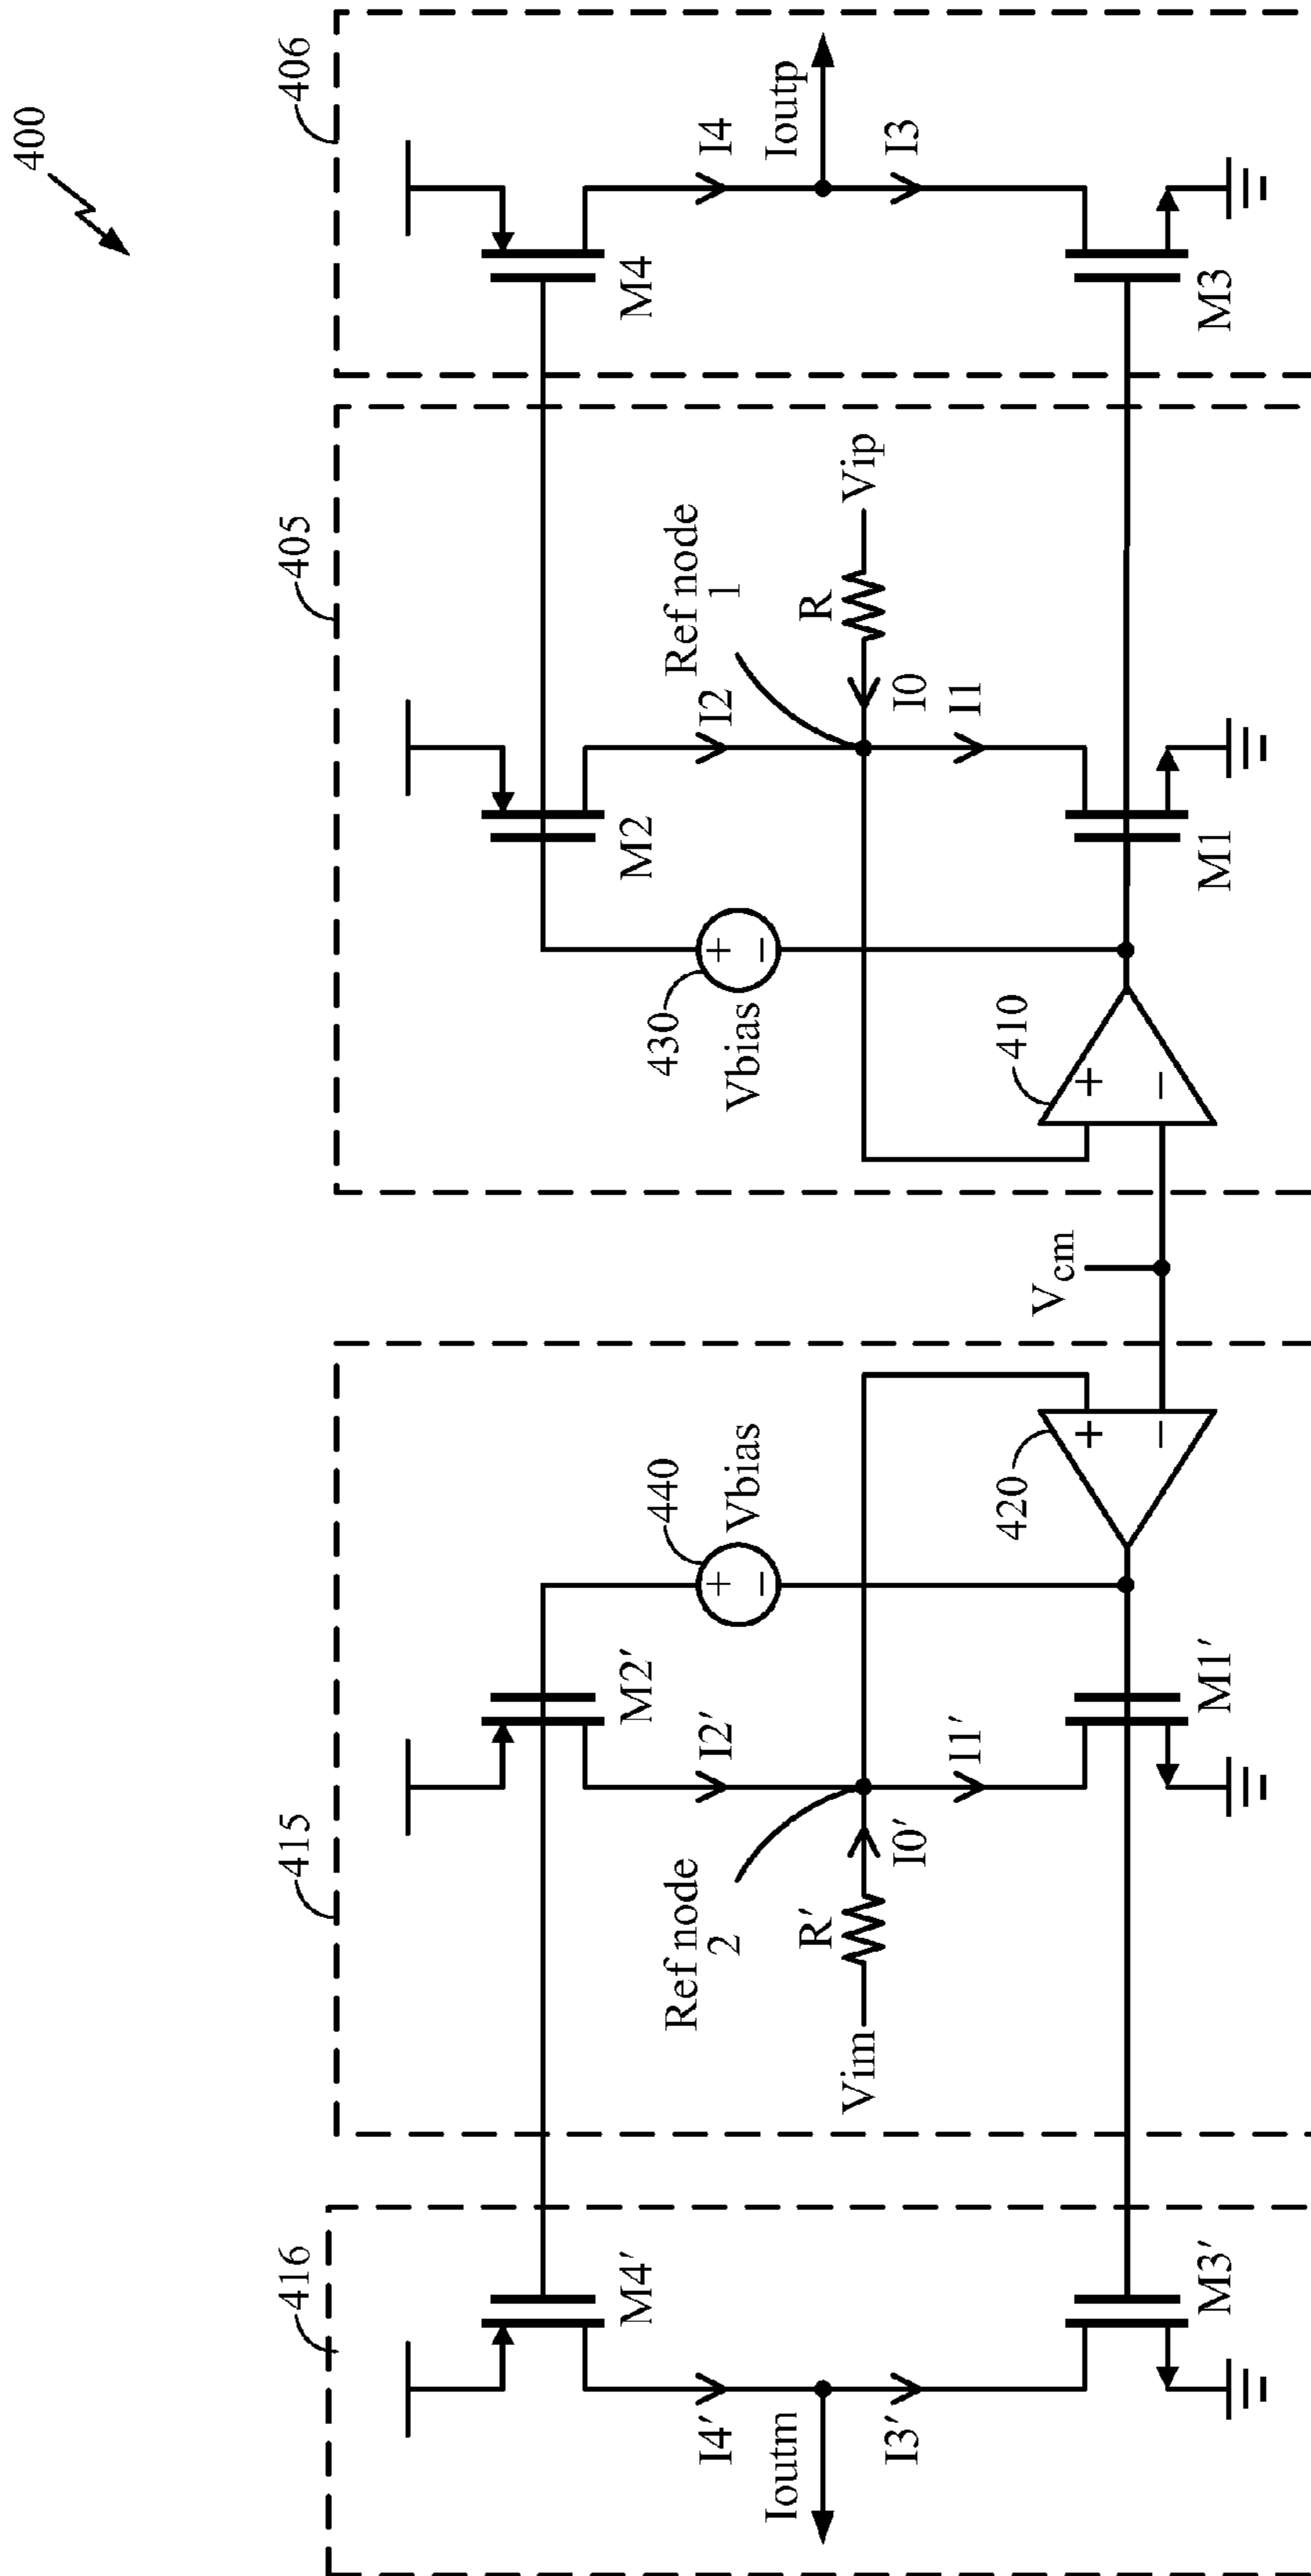 400
416
415
405
406
M4′
M2′
440
Vbias
430
Vbias
M2
M4
I4′
I2′
I2
I4
Ioutm
Ref node
2
Ref node
1
Ioutp
Vim
R′
I0′
R
Vip
I0
I3′
I1′
I1
I3
Vcm
420
+
−
410
+
−
+
−
+
−
M3′
M1′
M1
M3